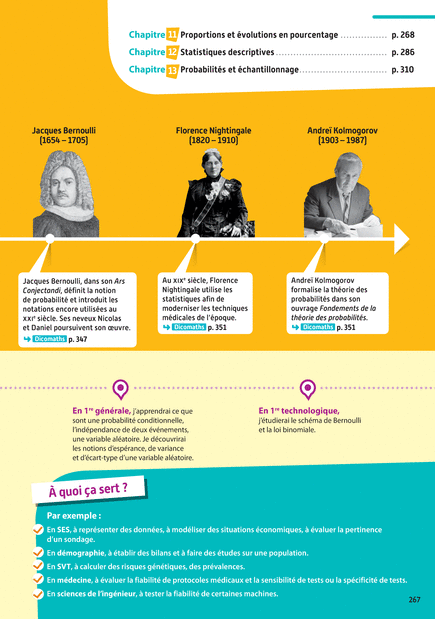 Chapitre 11 Proportions et évolutions en pourcentage ................ p. 268
Chapitre 12 Statistiques descriptives ................................ p. 286
Chapitre 13 Probabilités et échantillonnage ......................... p. 310
Jacques Bernoulli
(1654 – 1705)
Florence Nightingale
(1820 – 1910)
Andreï Kolmogorov
(1903 – 1987)
Jacques Bernoulli, dans son Ars
Conjectandi, définit la notion
de probabilité et introduit les
notations encore utilisées au
XXIe siècle. Ses neveux Nicolas
et Daniel poursuivent son œuvre.
Dicomaths p. 347
Au XIXe siècle, Florence
Nightingale utilise les
statistiques afin de
moderniser les techniques
médicales de l'époque.
Dicomaths p. 351
Andreï Kolmogorov
formalise la théorie des
probabilités dans son
ouvrage Fondements de la
théorie des probabilités.
Dicomaths p. 351
En 1re générale, j'apprendrai ce que
sont une probabilité conditionnelle,
l'indépendance de deux événements,
une variable aléatoire. Je découvrirai
les notions d'espérance, de variance
et d'écart-type d'une variable aléatoire.
En 1re technologique,
j'étudierai le schéma de Bernoulli
et la loi binomiale.
À quoi ça sert ?
Par exemple :
En SES, à représenter des données, à modéliser des situations économiques, à évaluer la pertinence
d'un sondage.
En démographie, à établir des bilans et à faire des études sur une population.
En SVT, à calculer des risques génétiques, des prévalences.
En médecine, à évaluer la fiabilité de protocoles médicaux et la sensibilité de tests ou la spécificité de tests.
En sciences de l'ingénieur, à tester la fiabilité de certaines machines.
267